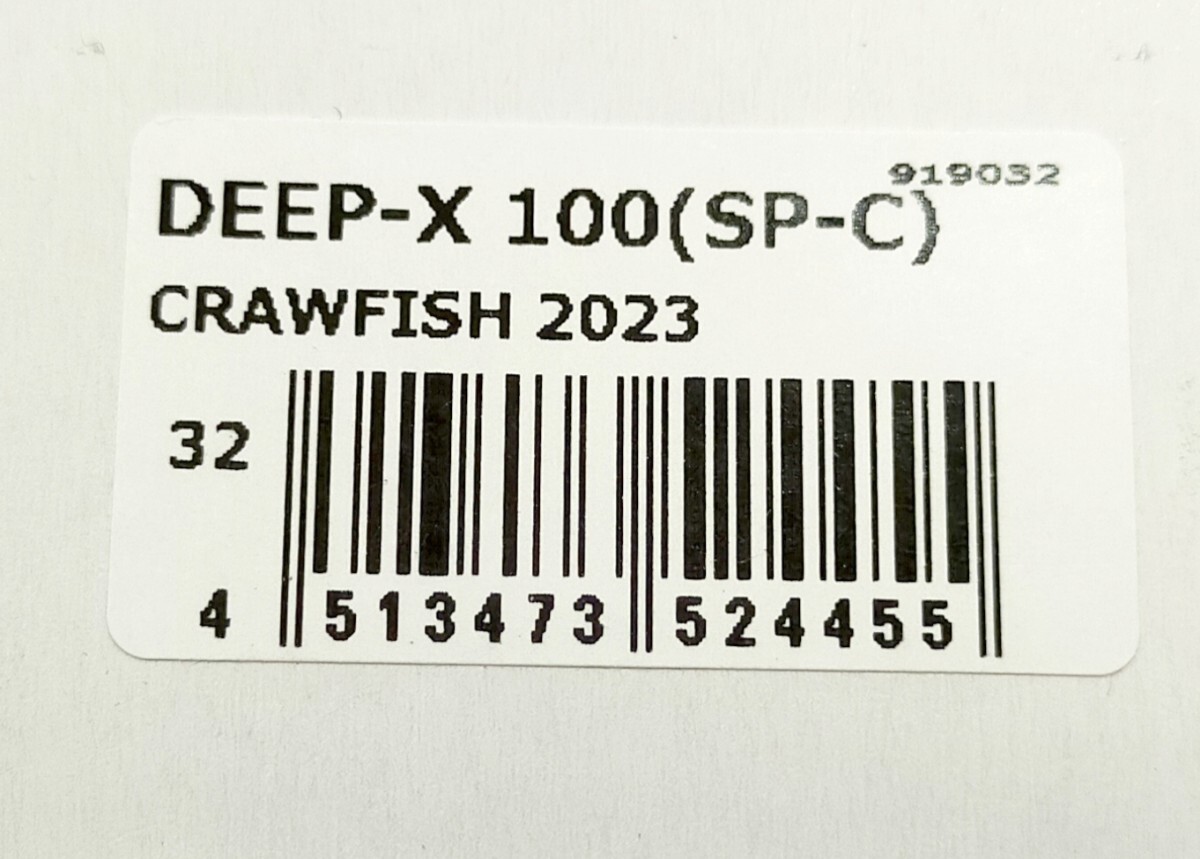 919032
DEEP-X 100(SP-C)
CRAWFISH 2023
32
4 513473 524455